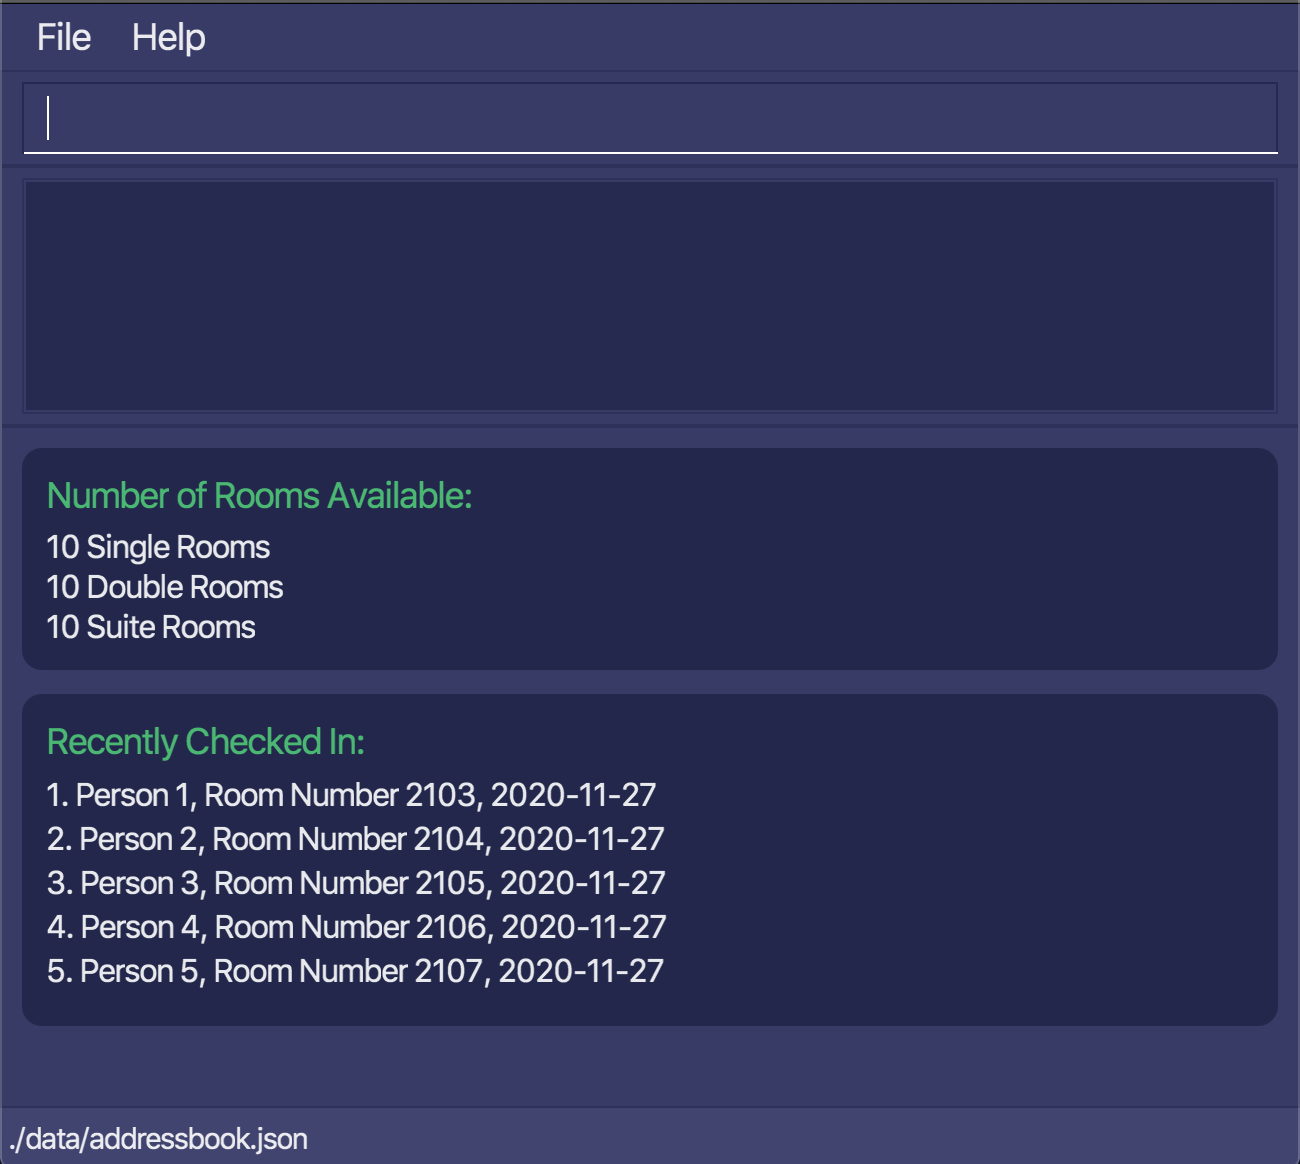 File Help
Number of Rooms Available:
10 Single Rooms
10 Double Rooms
10 Suite Rooms
Recently Checked In:
1. Person 1, Room Number 2103, 2020-11-27
2. Person 2, Room Number 2104, 2020-11-27
3. Person 3, Room Number 2105, 2020-11-27
4. Person 4, Room Number 2106, 2020-11-27
5. Person 5, Room Number 2107, 2020-11-27
./data/addressbook.json